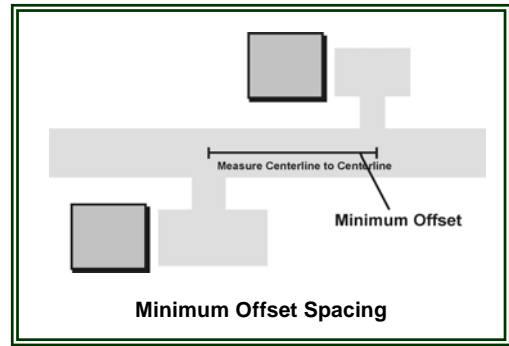 Measure Centerline to Centerline
Minimum Offset
Minimum Offset Spacing